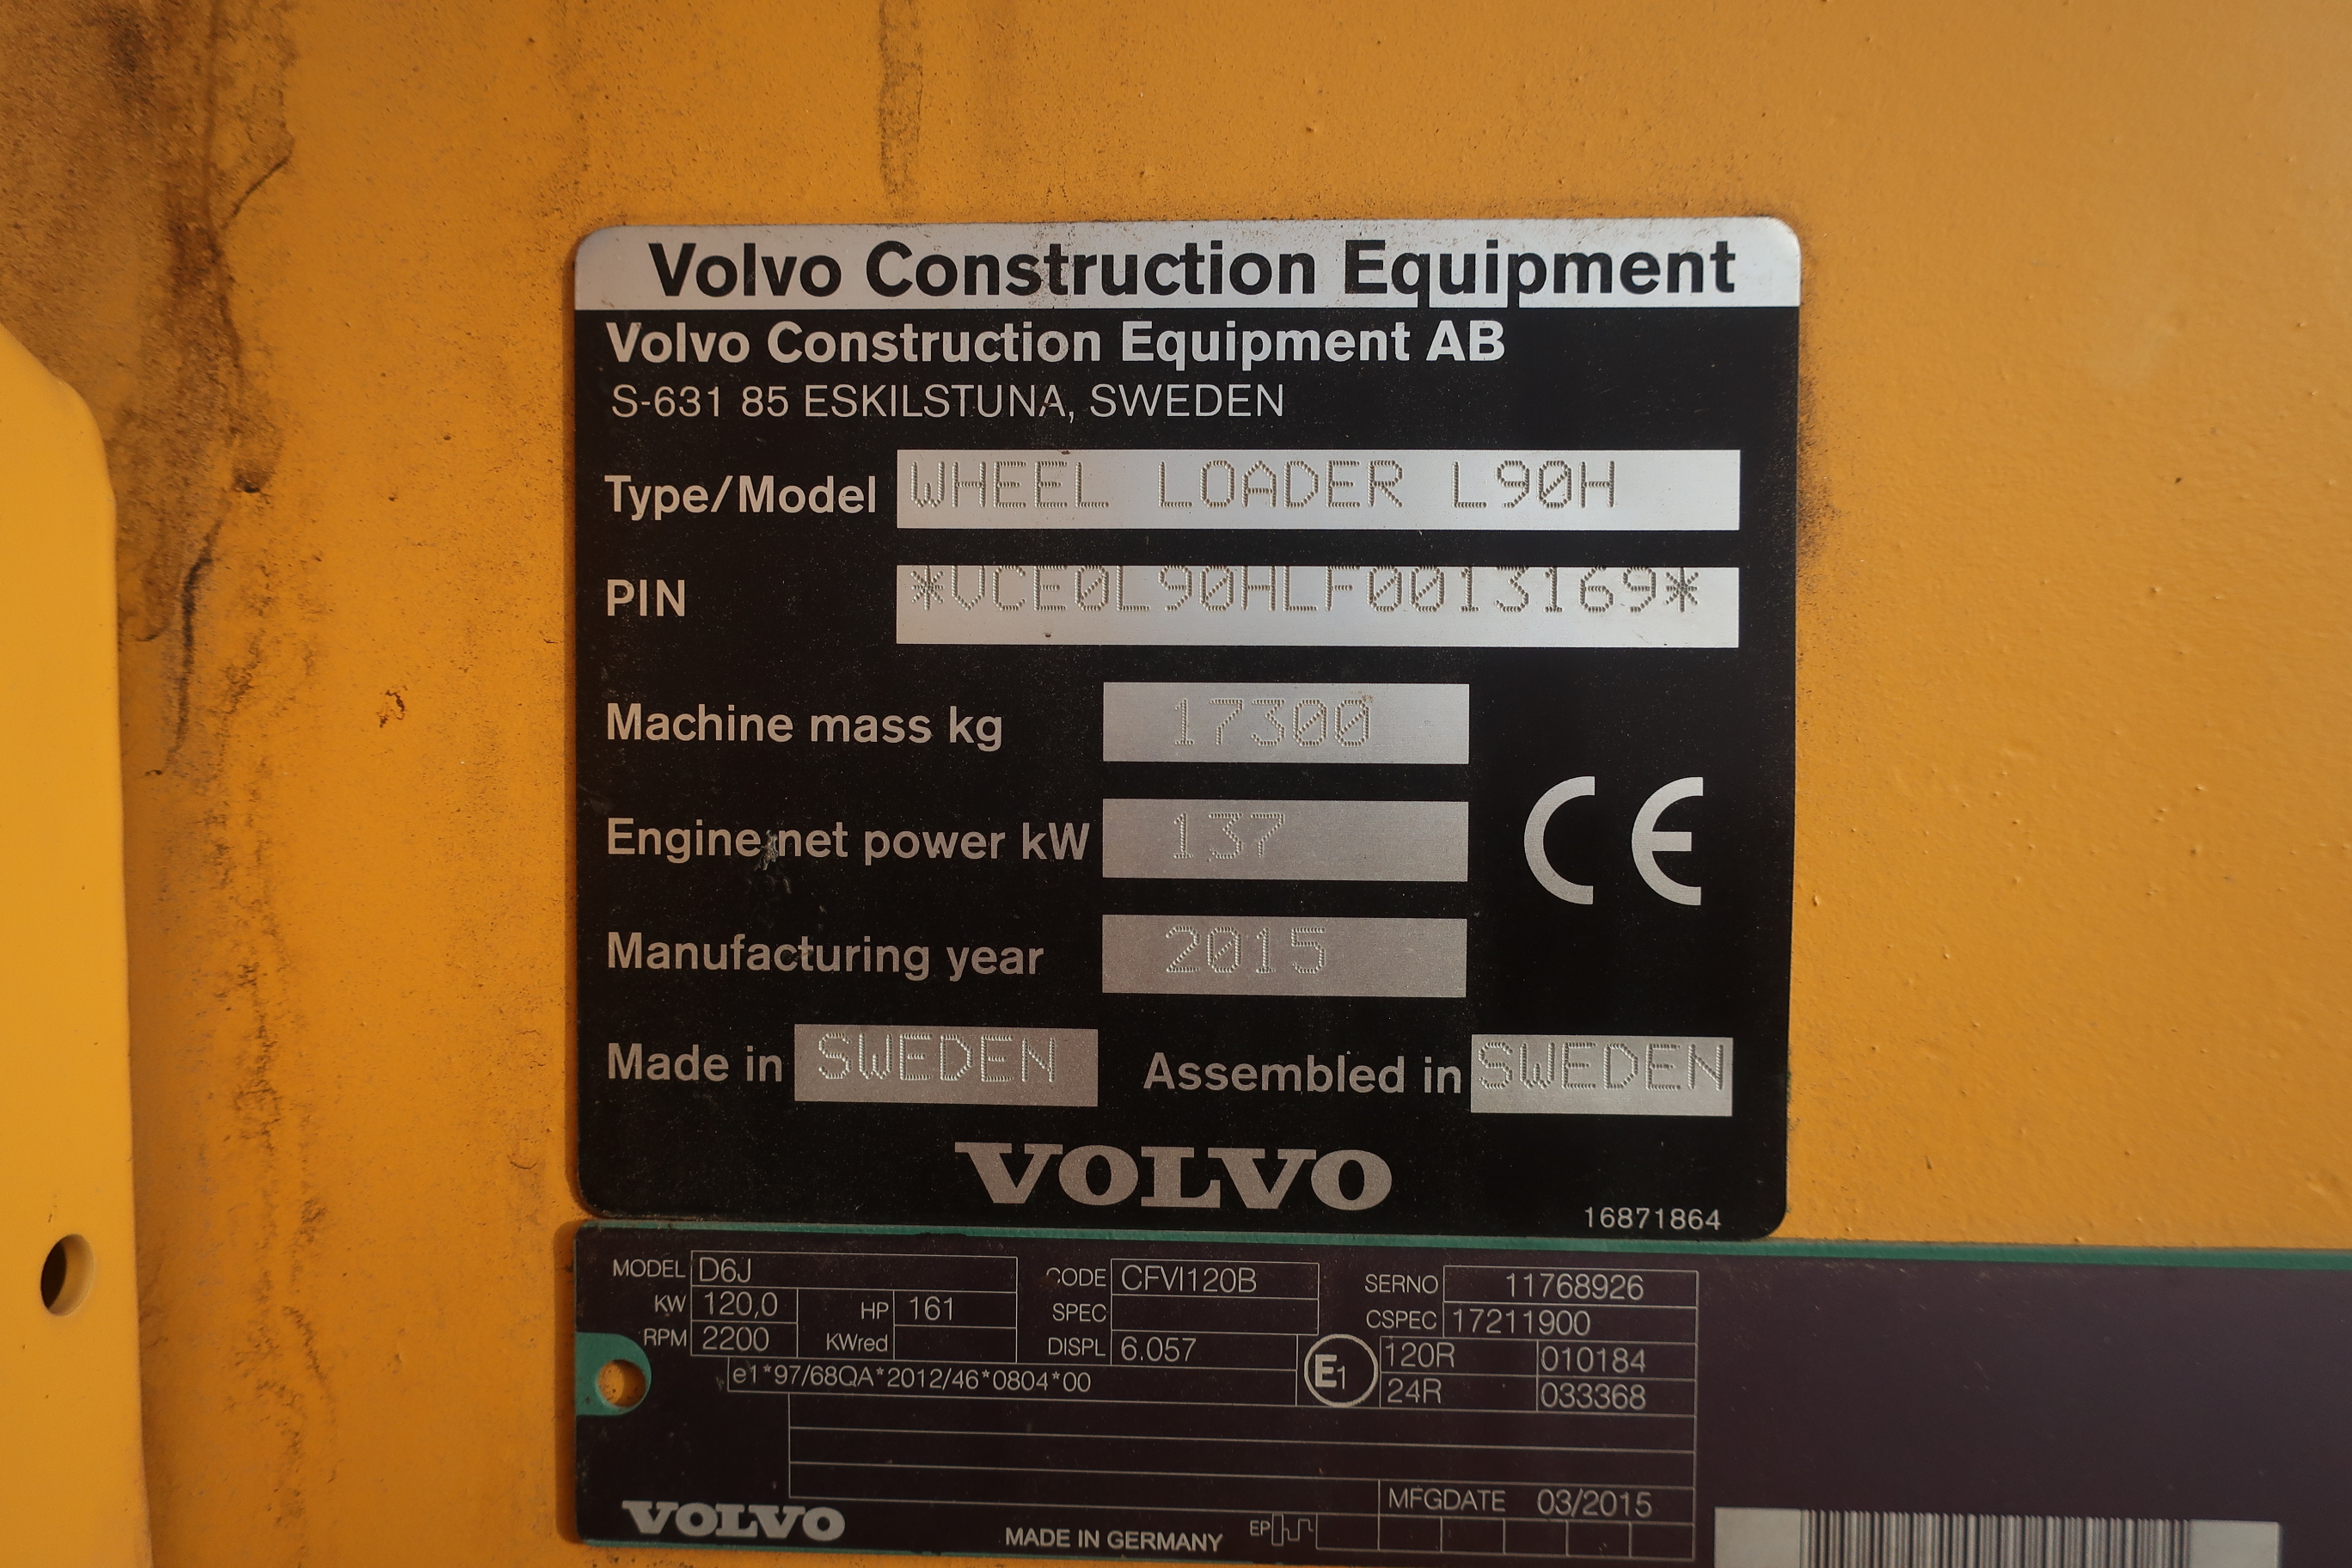 Volvo Construction Equipment
Volvo Construction Equipment AB
S-631 85 ESKILSTUNA, SWEDEN
Type/Model WHEEL LOADER L90H
PIN *VCE0L90HLF0013169*
Machine mass kg 17300
Engine net power kW 137
CE
Manufacturing year 2015
Made in SWEDEN Assembled in SWEDEN
VOLVO
16871864
MODEL D6J CODE CFVI120B SERNO 11768926
KW 120,0 HP 161 SPEC CSPEC 17211900
RPM 2200 KWred DISPL 6.057 E1 120R 010184
e1*97/68QA*2012/46*0804*00 24R 033368
MFGDATE 03/2015
VOLVO MADE IN GERMANY EP